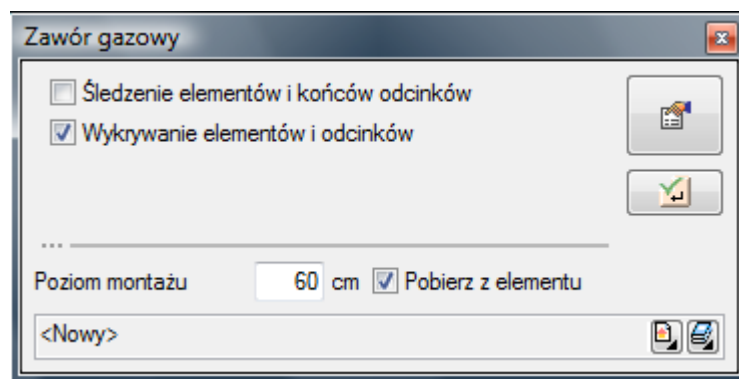 Zawór gazowy
Śledzenie elementów i końców odcinków
Wykrywanie elementów i odcinków
...
Poziom montażu 60 cm Pobierz z elementu
<Nowy>